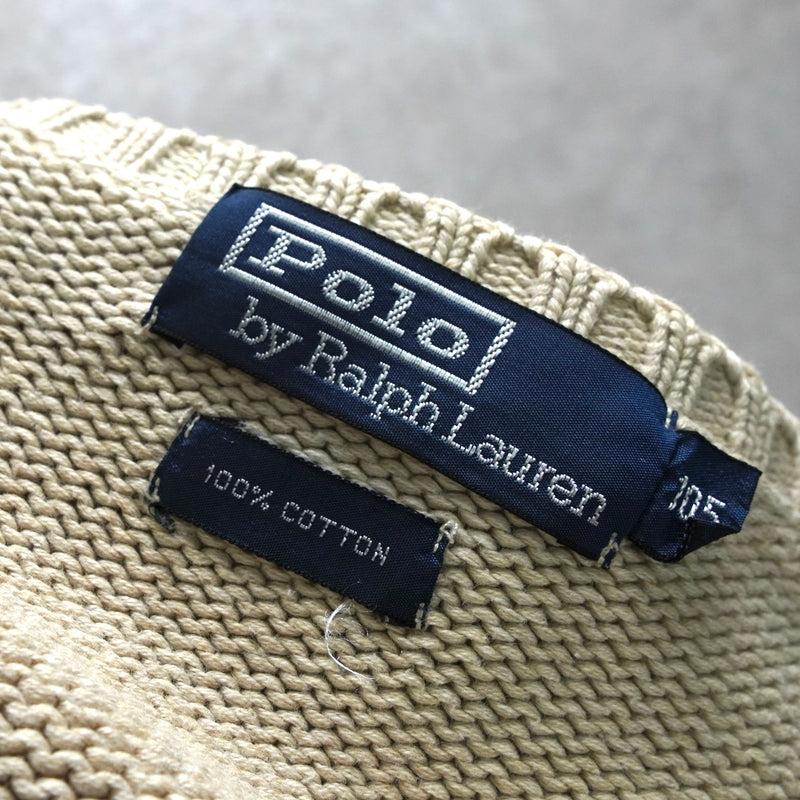 Polo
by Ralph Lauren
105
100% COTTON